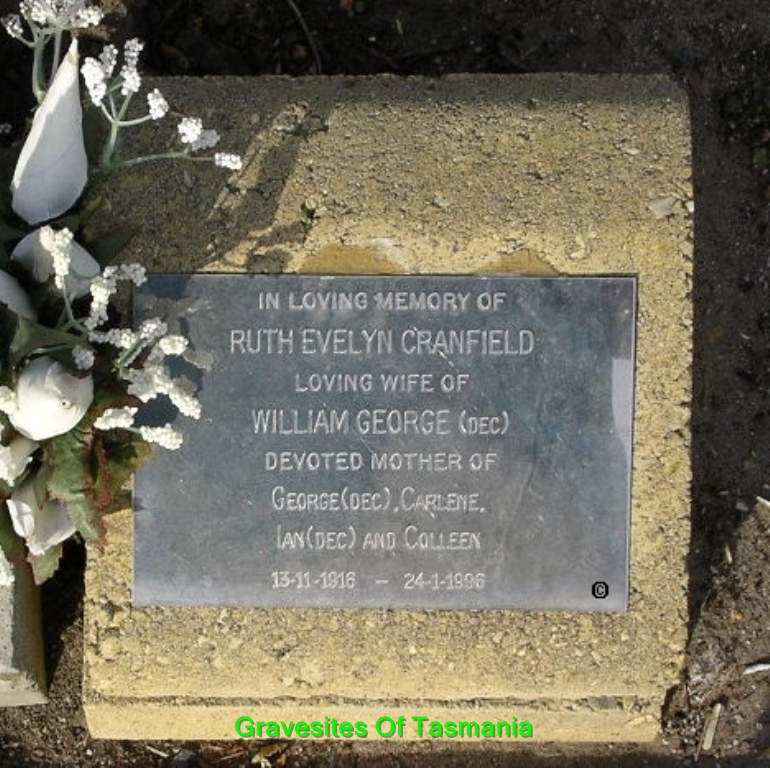 IN LOVING MEMORY OF
RUTH EVELYN CRANFIELD
LOVING WIFE OF
WILLIAM GEORGE (DEC)
DEVOTED MOTHER OF
GEORGE(DEC), CARLENE,
IAN(DEC) AND COLLEEN
13-11-1916 – 24-1-1996
©
Gravesites Of Tasmania